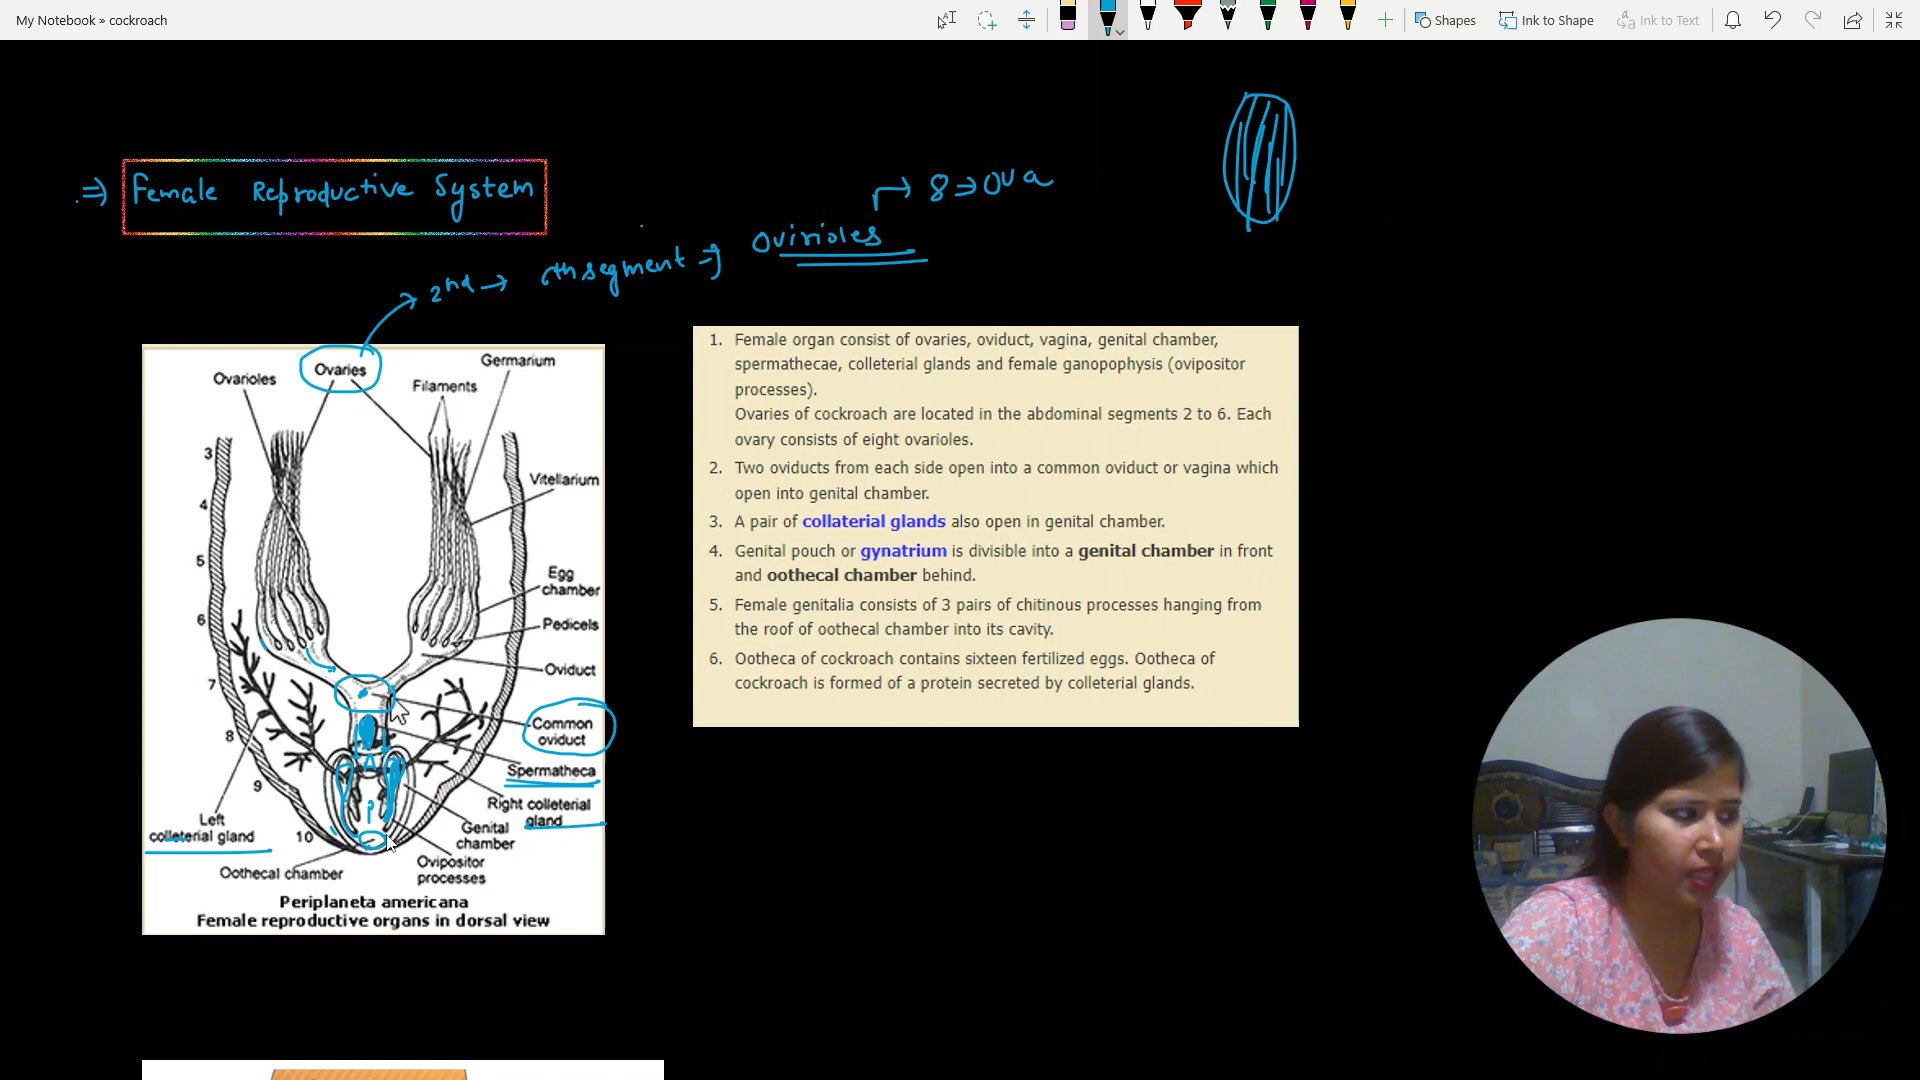 My Notebook » cockroach
Shapes
Ink to Shape
Ink to Text
⇒ Female Reproductive System
8 ⇒ Ova
Ovirioles
2nd → 6th segment ⇒
Ovaries
Ovarioles
Germarium
Filaments
3
4
5
6
7
8
9
10
Vitellarium
Egg
chamber
Pedicels
Oviduct
Common
oviduct
Spermatheca
Right colleterial
gland
Genital
chamber
Ovipositor
processes
Left
colleterial gland
Oothecal chamber
Periplaneta americana
Female reproductive organs in dorsal view
1. Female organ consist of ovaries, oviduct, vagina, genital chamber,
spermathecae, colleterial glands and female ganopophysis (ovipositor
processes).
Ovaries of cockroach are located in the abdominal segments 2 to 6. Each
ovary consists of eight ovarioles.
2. Two oviducts from each side open into a common oviduct or vagina which
open into genital chamber.
3. A pair of collaterial glands also open in genital chamber.
4. Genital pouch or gynatrium is divisible into a genital chamber in front
and oothecal chamber behind.
5. Female genitalia consists of 3 pairs of chitinous processes hanging from
the roof of oothecal chamber into its cavity.
6. Ootheca of cockroach contains sixteen fertilized eggs. Ootheca of
cockroach is formed of a protein secreted by colleterial glands.